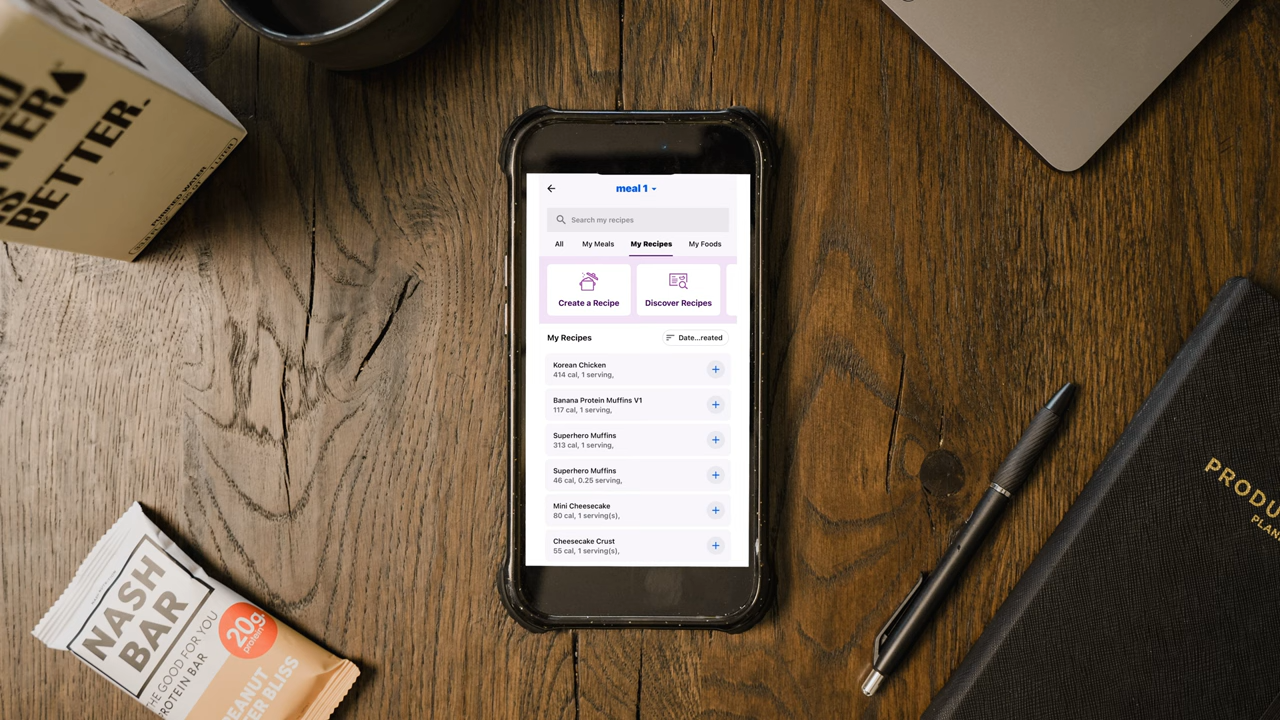 BETTER.
meal 1
Search my recipes
All My Meals My Recipes My Foods
Create a Recipe Discover Recipes
My Recipes Date...reated
Korean Chicken
414 cal, 1 serving,
Banana Protein Muffins V1
117 cal, 1 serving,
Superhero Muffins
313 cal, 1 serving,
Superhero Muffins
46 cal, 0.25 serving,
Mini Cheesecake
80 cal, 1 serving(s),
Cheesecake Crust
55 cal, 1 serving(s),
NASH
BAR
THE GOOD FOR YOU
PROTEIN BAR
20g
protein